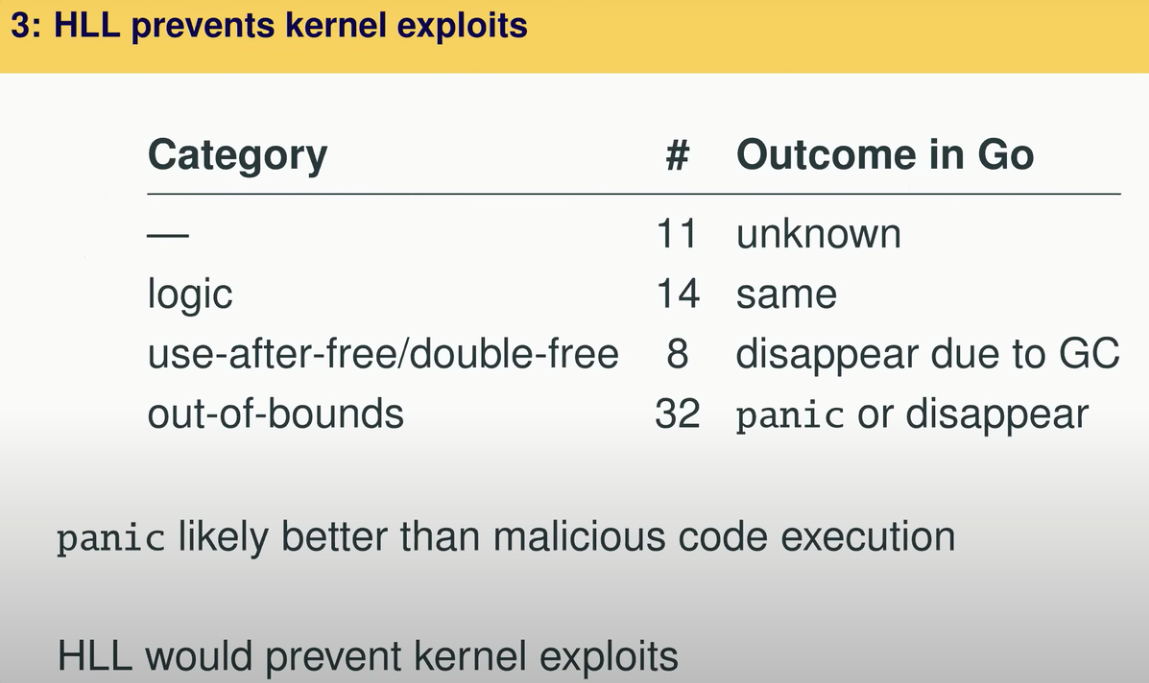 3: HLL prevents kernel exploits
Category # Outcome in Go
— 11 unknown
logic 14 same
use-after-free/double-free 8 disappear due to GC
out-of-bounds 32 panic or disappear
panic likely better than malicious code execution
HLL would prevent kernel exploits